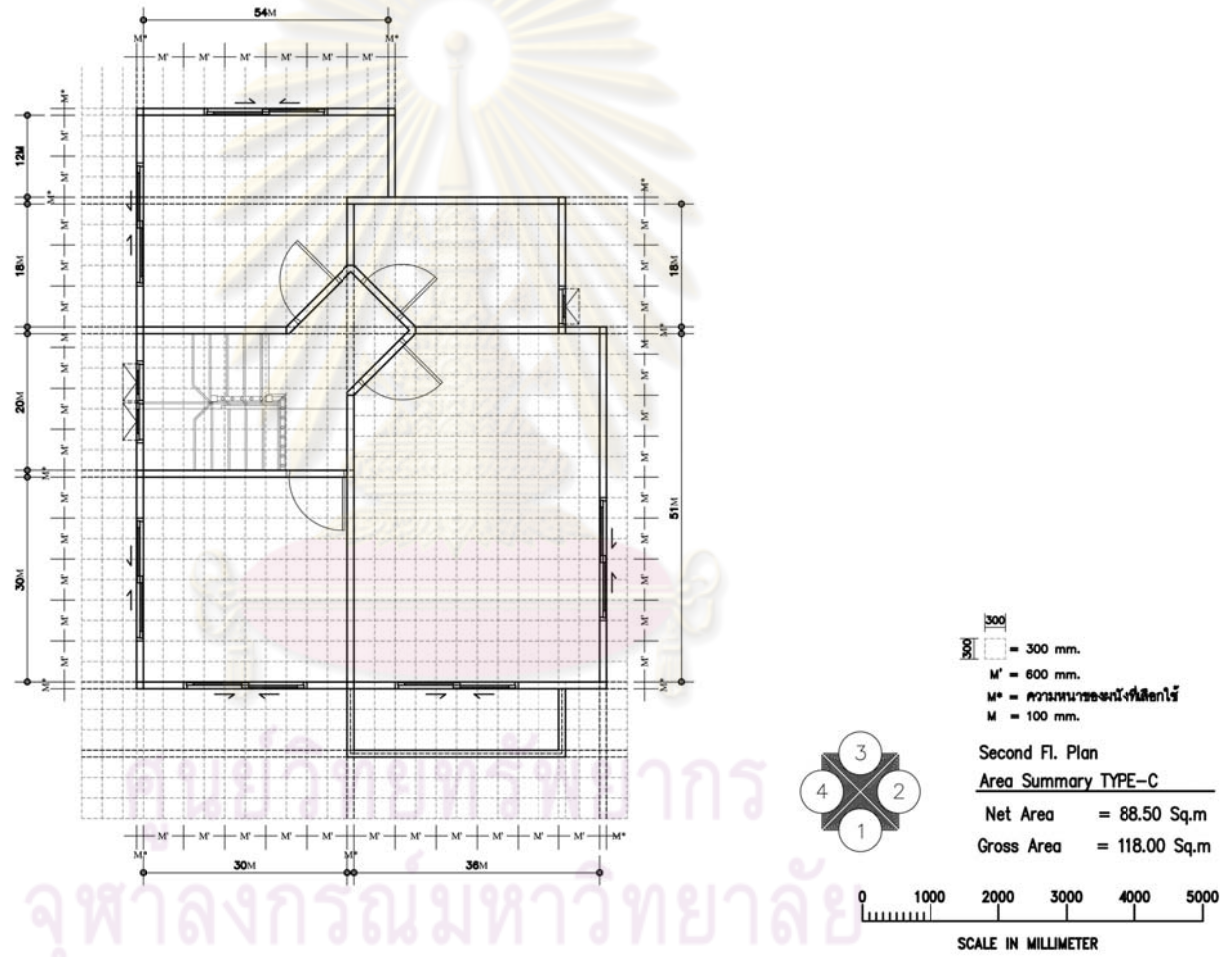 54M
M* M' M' M' M' M' M' M*
M*
M'
M'
12M
M*
M'
M'
M'
18M
M'
M'
M'
M'
20M
M*
M'
M'
M'
M'
M'
30M
M*
M*
M'
M'
M'
18M
M*
M'
M'
M'
M'
M'
M'
M'
M'
M'
51M
M*
M' M' M' M' M' M' M' M' M' M' M' M*
M* M*
30M 36M
300
300 = 300 mm.
M' = 600 mm.
M* = ความหนาของผนังที่เลือกใช้
M = 100 mm.
Second Fl. Plan
Area Summary TYPE-C
Net Area = 88.50 Sq.m
Gross Area = 118.00 Sq.m
3
4 2
1
0 1000 2000 3000 4000 5000
SCALE IN MILLIMETER
ศูนย์วิทยทรัพยากร
จุฬาลงกรณ์มหาวิทยาลัย